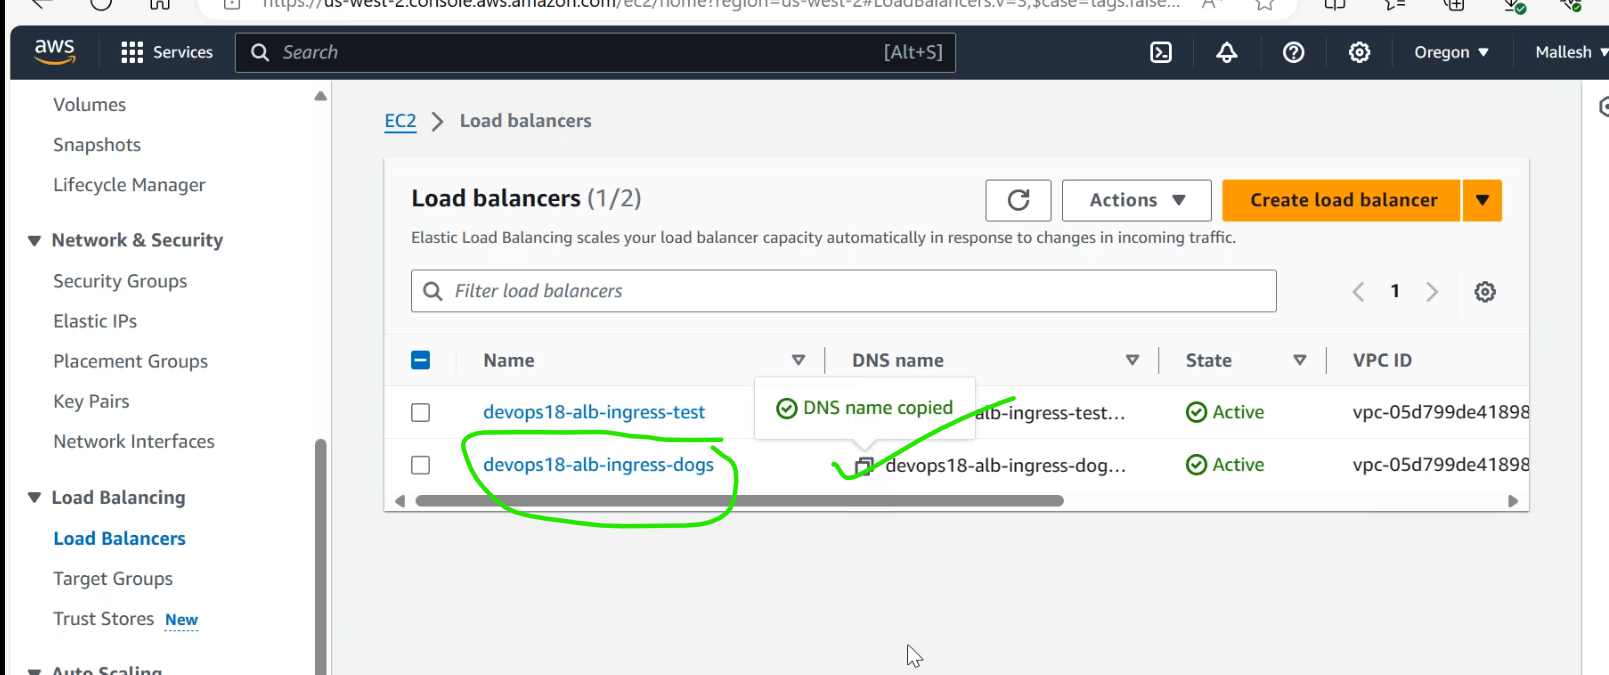 https://us-west-2.console.aws.amazon.com/ec2/home?region=us-west-2#LoadBalancers:v=3;$case=tags:false...
aws
Services
Search
[Alt+S]
Oregon
Mallesh
Volumes
Snapshots
Lifecycle Manager
Network & Security
Security Groups
Elastic IPs
Placement Groups
Key Pairs
Network Interfaces
Load Balancing
Load Balancers
Target Groups
Trust Stores New
Auto Scaling
EC2 > Load balancers
Load balancers (1/2)
Actions
Create load balancer
Elastic Load Balancing scales your load balancer capacity automatically in response to changes in incoming traffic.
Filter load balancers
1
Name DNS name State VPC ID
DNS name copied
devops18-alb-ingress-test alb-ingress-test... Active vpc-05d799de41898
devops18-alb-ingress-dogs devops18-alb-ingress-dog... Active vpc-05d799de41898